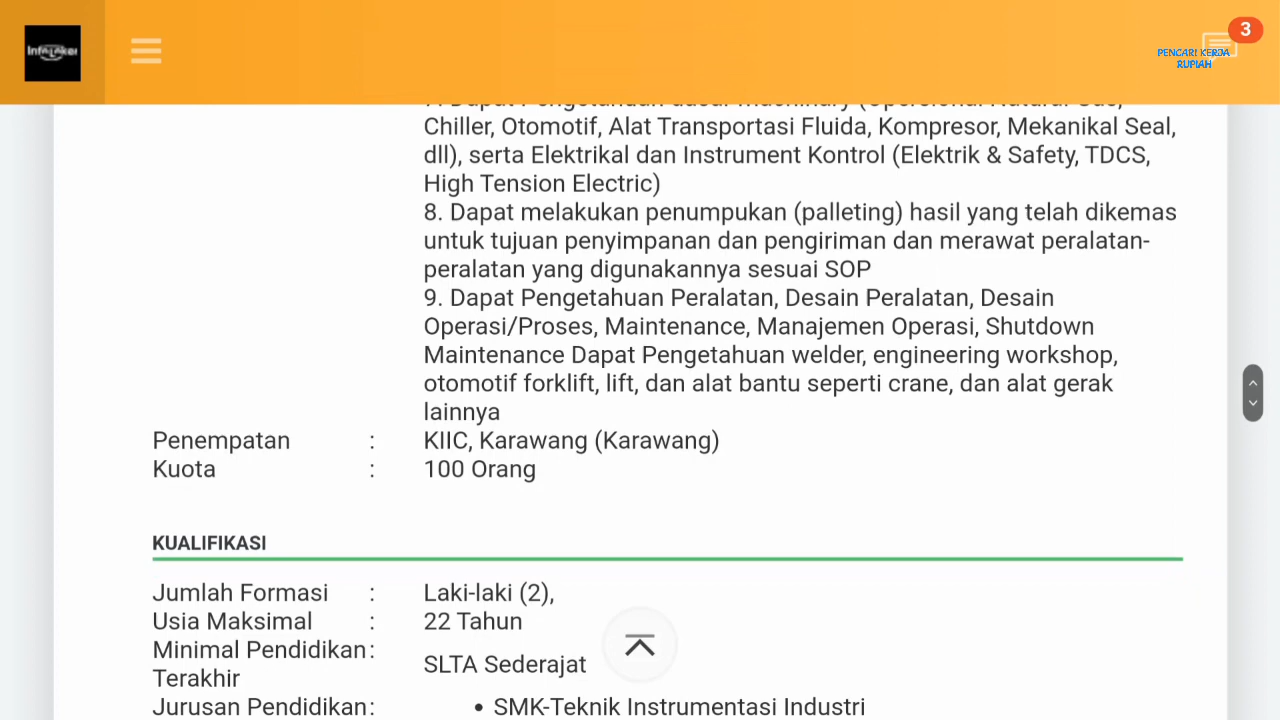 InfoLoker
3
PENCARI KERJA
RUPIAH
Chiller, Otomotif, Alat Transportasi Fluida, Kompresor, Mekanikal Seal,
dll), serta Elektrikal dan Instrument Kontrol (Elektrik & Safety, TDCS,
High Tension Electric)
8. Dapat melakukan penumpukan (palleting) hasil yang telah dikemas
untuk tujuan penyimpanan dan pengiriman dan merawat peralatan-
peralatan yang digunakannya sesuai SOP
9. Dapat Pengetahuan Peralatan, Desain Peralatan, Desain
Operasi/Proses, Maintenance, Manajemen Operasi, Shutdown
Maintenance Dapat Pengetahuan welder, engineering workshop,
otomotif forklift, lift, dan alat bantu seperti crane, dan alat gerak
lainnya
Penempatan : KIIC, Karawang (Karawang)
Kuota : 100 Orang
KUALIFIKASI
Jumlah Formasi : Laki-laki (2),
Usia Maksimal : 22 Tahun
Minimal Pendidikan : SLTA Sederajat
Terakhir
Jurusan Pendidikan : • SMK-Teknik Instrumentasi Industri